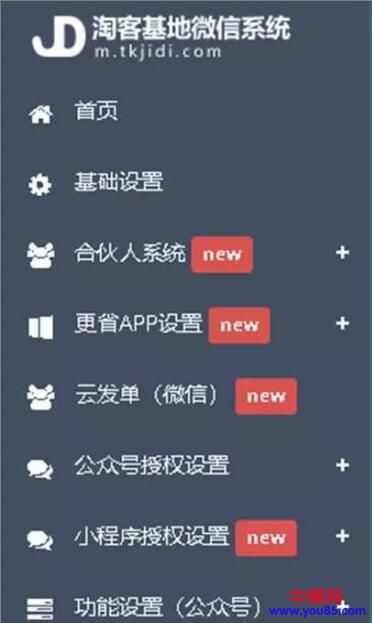 JD 淘客基地微信系统
m.tkjidi.com
首页
基础设置
合伙人系统 new +
更省APP设置 new +
云发单（微信） new
公众号授权设置 +
小程序授权设置 new +
功能设置（公众号） +
www.you85.com